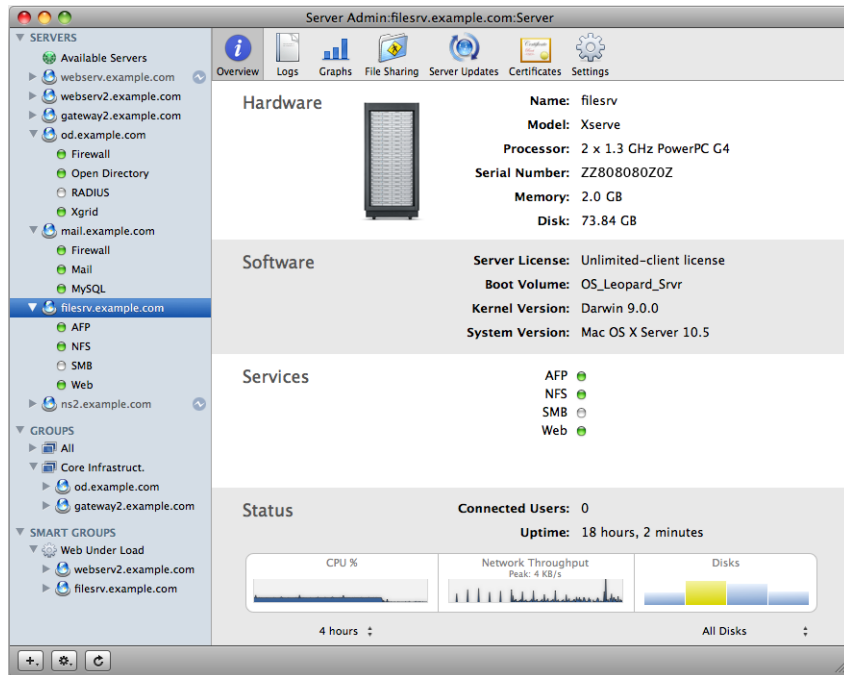 Server Admin:filesrv.example.com:Server
SERVERS
Available Servers
webserv.example.com
webserv2.example.com
gateway2.example.com
od.example.com
Firewall
Open Directory
RADIUS
Xgrid
mail.example.com
Firewall
Mail
MySQL
filesrv.example.com
AFP
NFS
SMB
Web
ns2.example.com
GROUPS
All
Core Infrastruct.
od.example.com
gateway2.example.com
SMART GROUPS
Web Under Load
webserv2.example.com
filesrv.example.com
Overview Logs Graphs File Sharing Server Updates Certificates Settings
Hardware
Name: filesrv
Model: Xserve
Processor: 2 x 1.3 GHz PowerPC G4
Serial Number: ZZ808080Z0Z
Memory: 2.0 GB
Disk: 73.84 GB
Software
Server License: Unlimited-client license
Boot Volume: OS_Leopard_Srvr
Kernel Version: Darwin 9.0.0
System Version: Mac OS X Server 10.5
Services
AFP
NFS
SMB
Web
Status
Connected Users: 0
Uptime: 18 hours, 2 minutes
CPU % Network Throughput Disks
Peak: 4 KB/s
4 hours All Disks